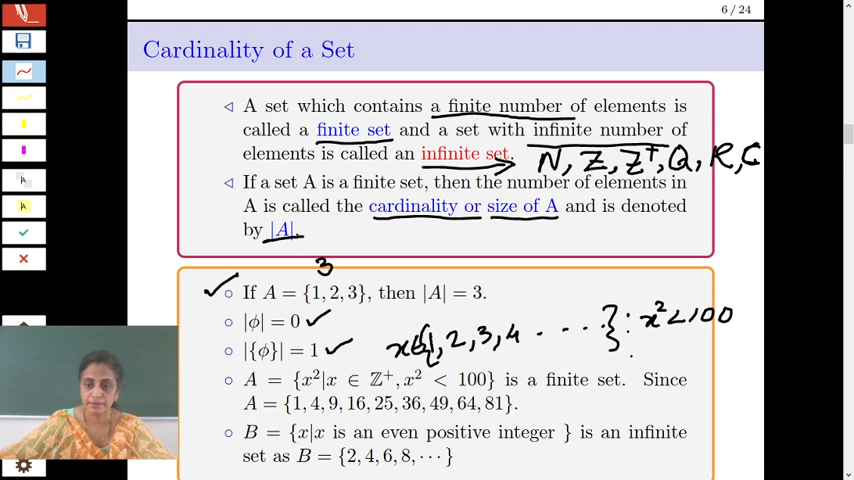 6 / 24
Cardinality of a Set
◁ A set which contains a finite number of elements is
called a finite set and a set with infinite number of
elements is called an infinite set. → N, Z, Z⁺, Q, R, C
◁ If a set A is a finite set, then the number of elements in
A is called the cardinality or size of A and is denoted
by |A|.
3
✓ ○ If A = {1, 2, 3}, then |A| = 3.
○ |ϕ| = 0 ✓
x∈{1, 2, 3, 4 ....} : x² < 100
○ |{ϕ}| = 1 ✓
○ A = {x²|x ∈ ℤ⁺, x² < 100} is a finite set. Since
A = {1, 4, 9, 16, 25, 36, 49, 64, 81}.
○ B = {x|x is an even positive integer } is an infinite
set as B = {2, 4, 6, 8, ⋯ }